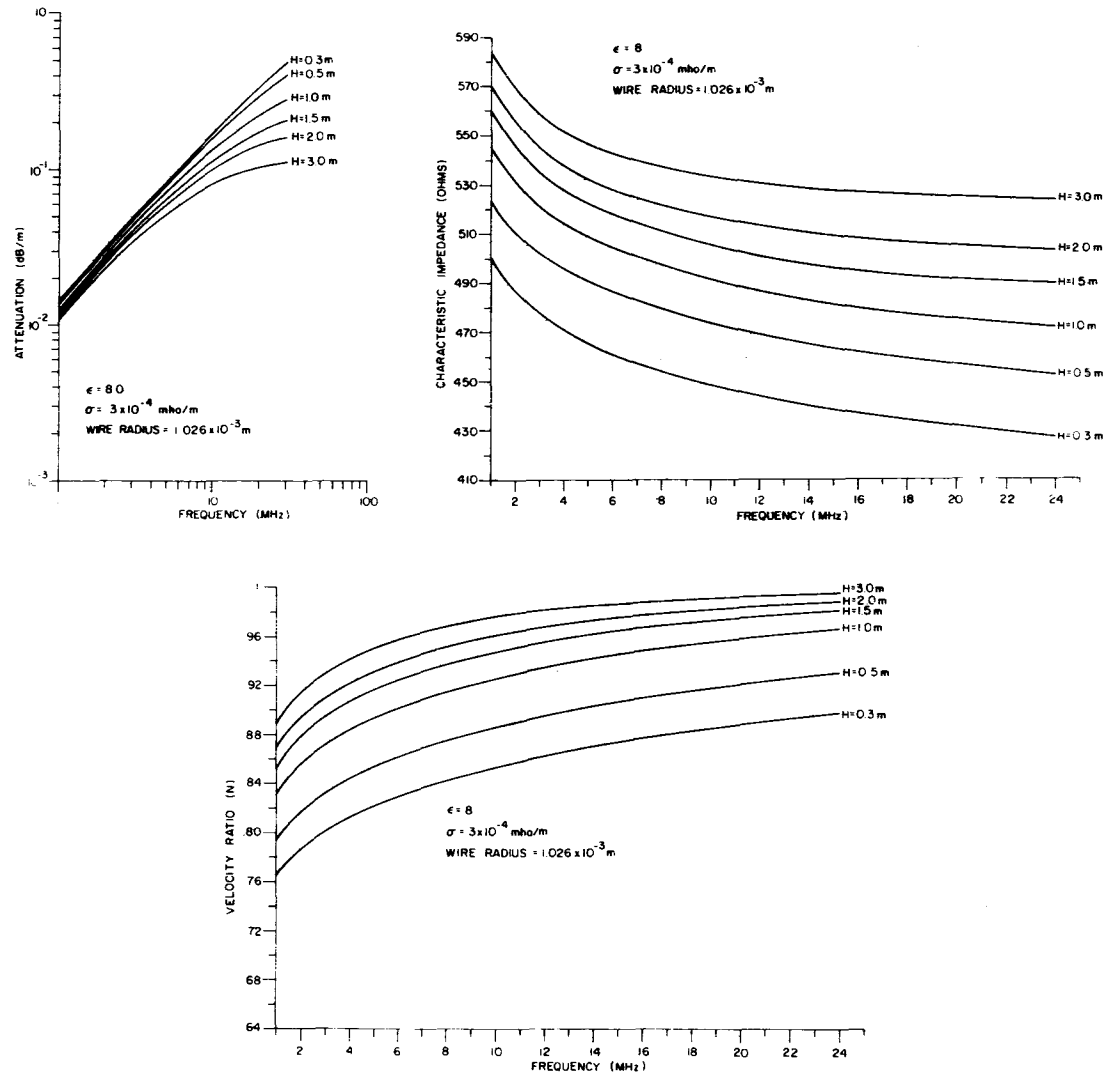 10
10⁻¹
10⁻²
10⁻³
ATTENUATION (dB/m)
H=0.3m
H=0.5m
H=1.0m
H=1.5m
H=2.0m
H=3.0m
ε=8.0
σ= 3x10⁻⁴ mho/m
WIRE RADIUS=1.026x10⁻³m
10
100
FREQUENCY (MHz)
590
570
550
530
510
490
470
450
430
410
CHARACTERISTIC IMPEDANCE (OHMS)
ε=8
σ=3x10⁻⁴ mho/m
WIRE RADIUS=1.026x10⁻³m
H=3.0m
H=2.0m
H=1.5m
H=1.0m
H=0.5m
H=0.3m
2 4 6 8 10 12 14 16 18 20 22 24
FREQUENCY (MHz)
1
96
92
88
84
80
76
72
68
64
VELOCITY RATIO (N)
H=3.0m
H=2.0m
H=1.5m
H=1.0m
H=0.5m
H=0.3m
ε=8
σ=3x10⁻⁴ mho/m
WIRE RADIUS=1.026x10⁻³m
2 4 6 8 10 12 14 16 18 20 22 24
FREQUENCY (MHz)